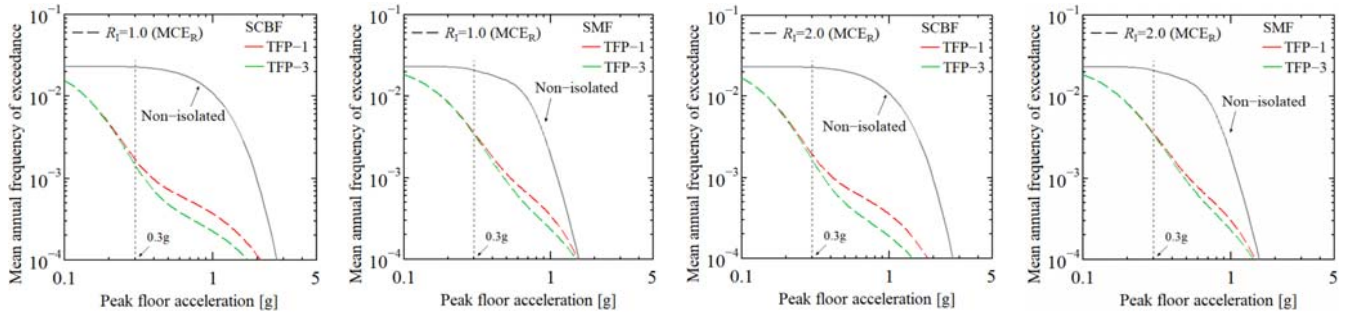 Mean annual frequency of exceedance
10⁻¹
10⁻²
10⁻³
10⁻⁴
R_I=1.0 (MCE_R)
SCBF
TFP−1
TFP−3
Non−isolated
0.3g
0.1
1
5
Peak floor acceleration [g]
Mean annual frequency of exceedance
10⁻¹
10⁻²
10⁻³
10⁻⁴
R_I=1.0 (MCE_R)
SMF
TFP−1
TFP−3
Non−isolated
0.3g
0.1
1
5
Peak floor acceleration [g]
Mean annual frequency of exceedance
10⁻¹
10⁻²
10⁻³
10⁻⁴
R_I=2.0 (MCE_R)
SCBF
TFP−1
TFP−3
Non−isolated
0.3g
0.1
1
5
Peak floor acceleration [g]
Mean annual frequency of exceedance
10⁻¹
10⁻²
10⁻³
10⁻⁴
R_I=2.0 (MCE_R)
SMF
TFP−1
TFP−3
Non−isolated
0.3g
0.1
1
5
Peak floor acceleration [g]